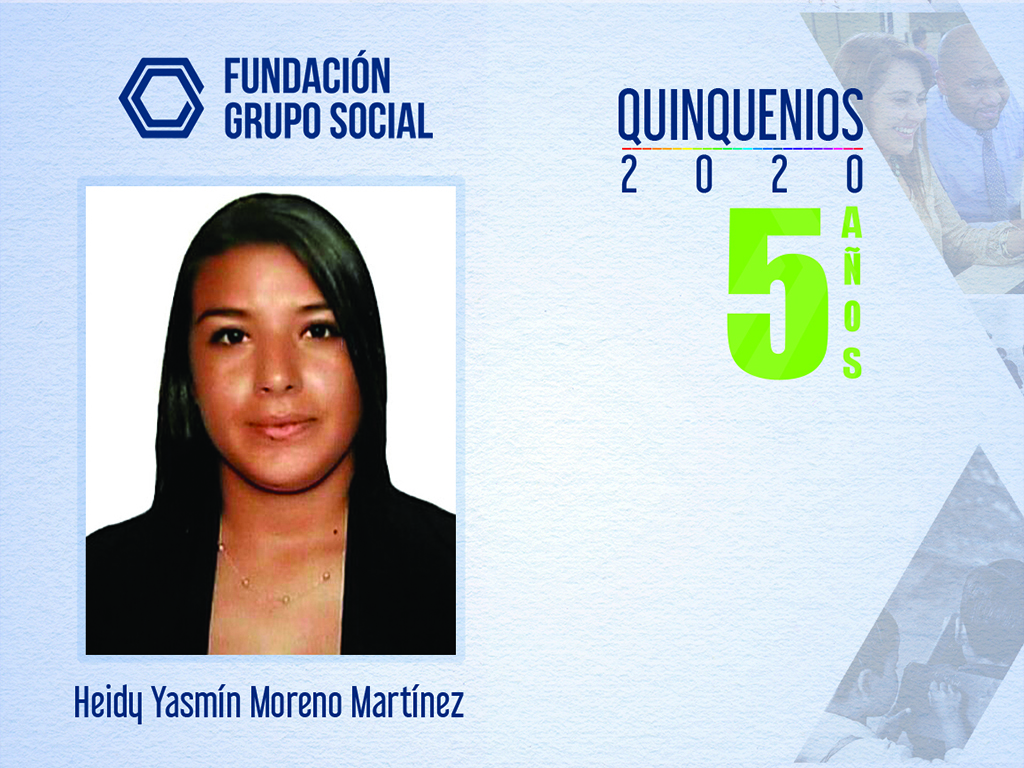 FUNDACIÓN
GRUPO SOCIAL
QUINQUENIOS
2020
5 AÑOS
Heidy Yasmín Moreno Martínez